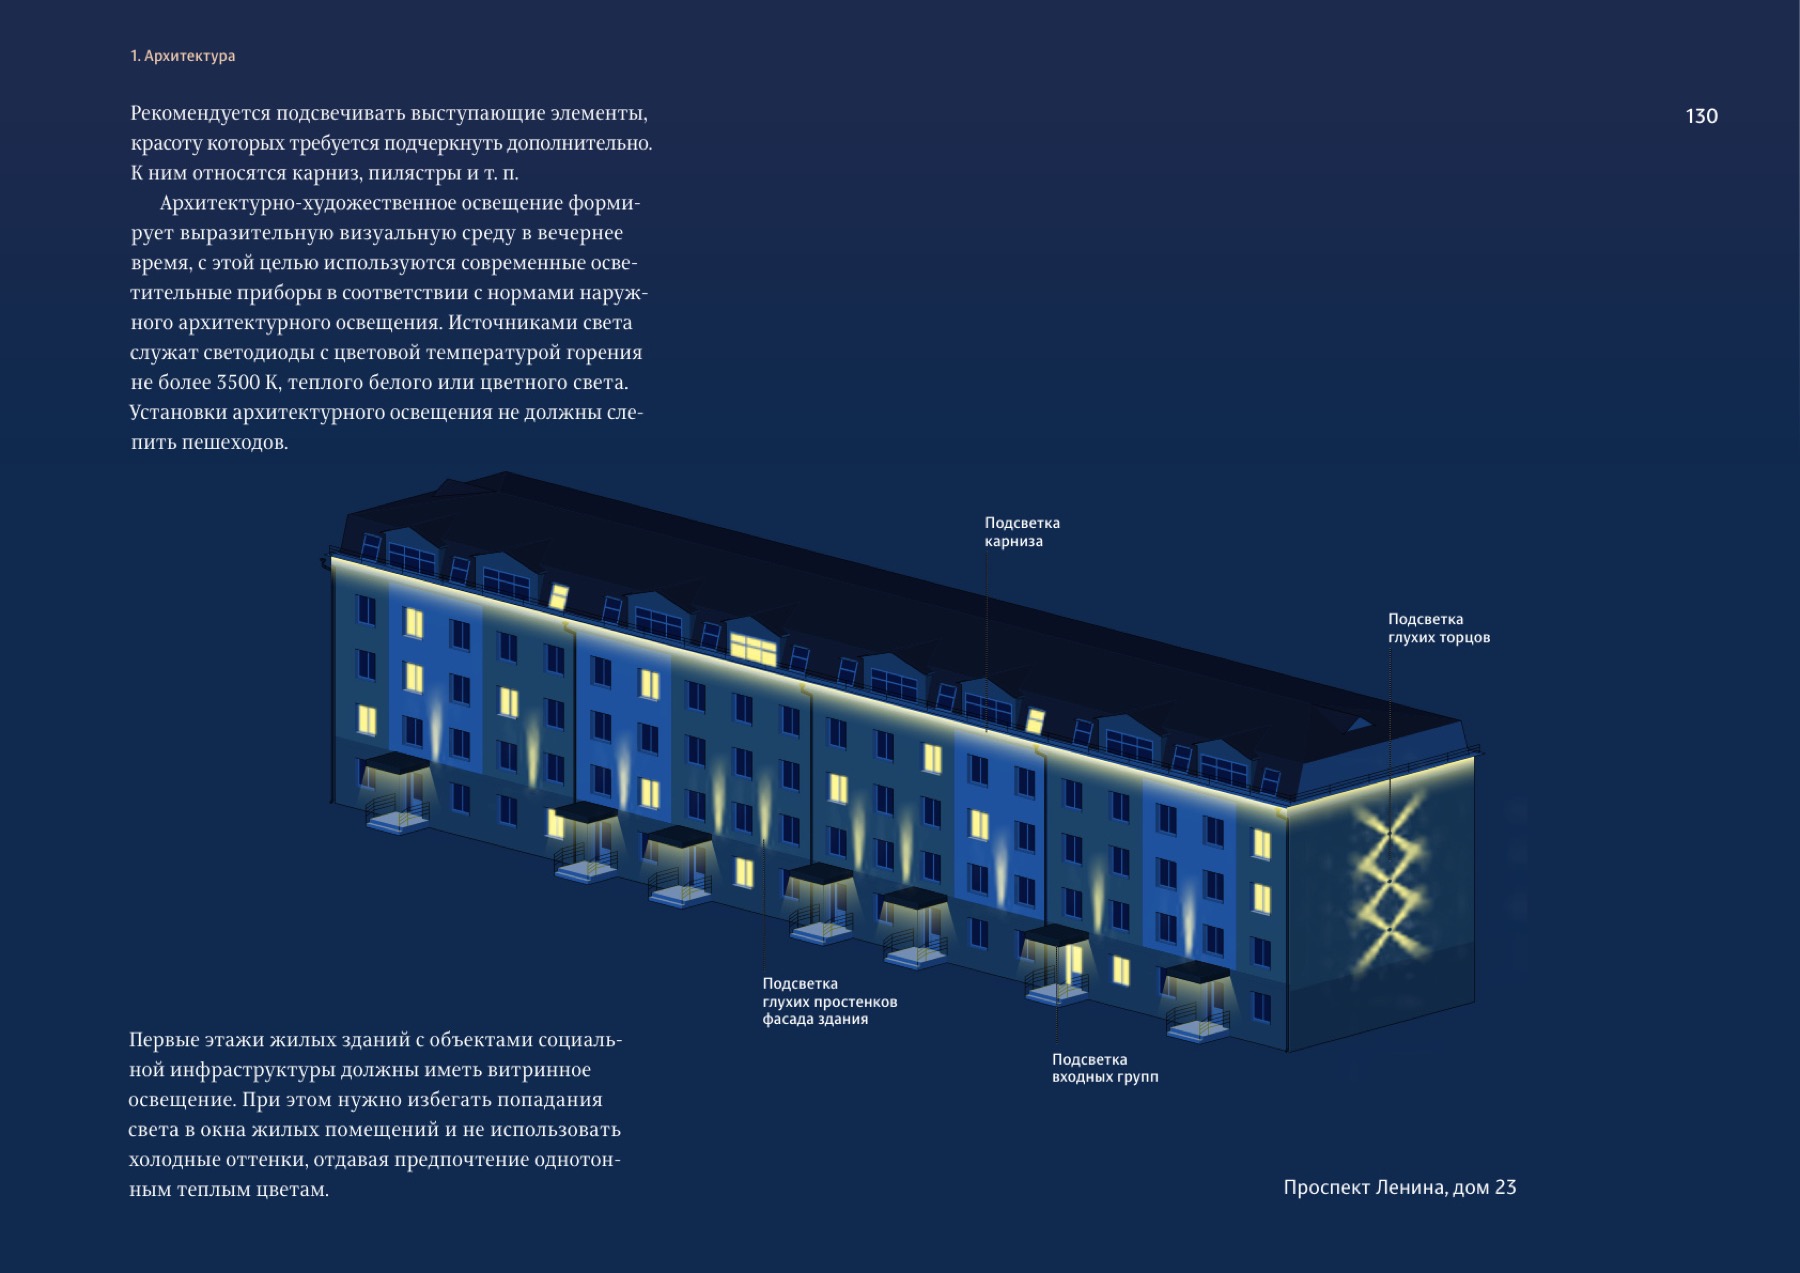 1. Архитектура
130
Рекомендуется подсвечивать выступающие элементы,
красоту которых требуется подчеркнуть дополнительно.
К ним относятся карниз, пилястры и т. п.
Архитектурно-художественное освещение форми-
рует выразительную визуальную среду в вечернее
время, с этой целью используются современные осве-
тительные приборы в соответствии с нормами наруж-
ного архитектурного освещения. Источниками света
служат светодиоды с цветовой температурой горения
не более 3500 К, теплого белого или цветного света.
Установки архитектурного освещения не должны сле-
пить пешеходов.
Подсветка
карниза
Подсветка
глухих торцов
Подсветка
глухих простенков
фасада здания
Подсветка
входных групп
Первые этажи жилых зданий с объектами социаль-
ной инфраструктуры должны иметь витринное
освещение. При этом нужно избегать попадания
света в окна жилых помещений и не использовать
холодные оттенки, отдавая предпочтение однотон-
ным теплым цветам.
Проспект Ленина, дом 23